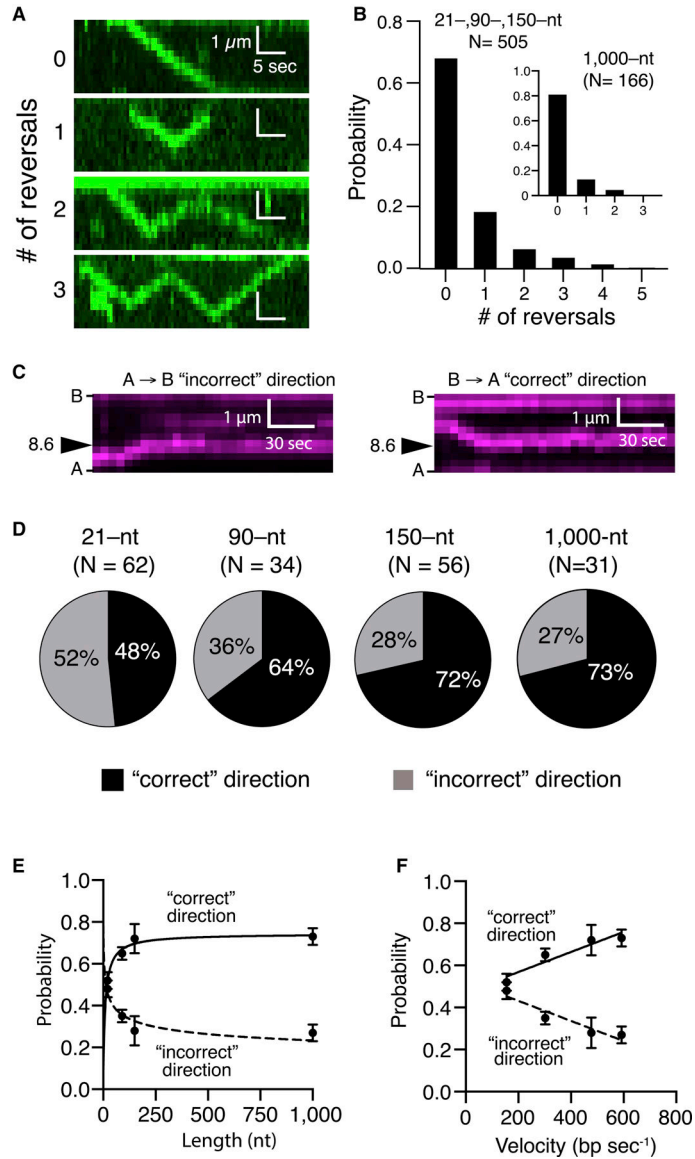 A
# of reversals
0
1 µm
5 sec
1
2
3
B
21–,90–,150–nt
N= 505
Probability
0.8
0.6
0.4
0.2
0.0
0 1 2 3 4 5
# of reversals
1,000–nt
(N= 166)
1.0
0.8
0.6
0.4
0.2
0
0 1 2 3
C
A → B “incorrect” direction
B
8.6
A
1 µm
30 sec
B → A “correct” direction
B
8.6
A
1 µm
30 sec
D
21–nt
(N = 62)
52%
48%
90–nt
(N = 34)
36%
64%
150–nt
(N = 56)
28%
72%
1,000-nt
(N=31)
27%
73%
“correct” direction
“incorrect” direction
E
Probability
1.0
0.8
0.6
0.4
0.2
0.0
“correct”
direction
“incorrect”
direction
0 250 500 750 1,000
Length (nt)
F
Probability
1.0
0.8
0.6
0.4
0.2
0.0
“correct”
direction
“incorrect”
direction
0 200 400 600 800
Velocity (bp sec⁻¹)